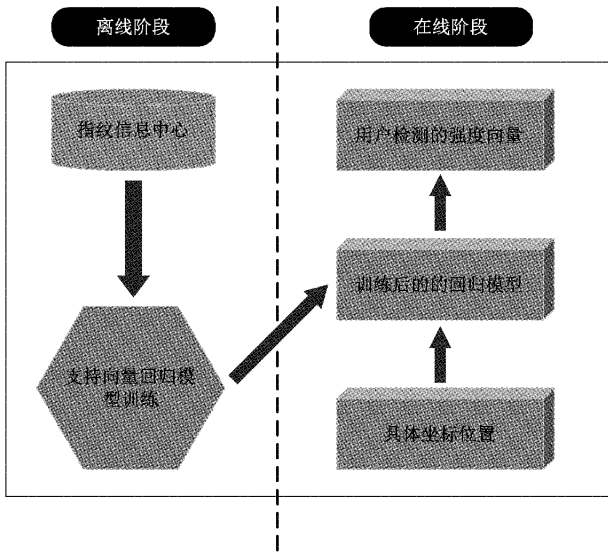 离线阶段
在线阶段
指纹信息中心
用户检测的强度向量
训练后的的回归模型
支持向量回归模
型训练
具体坐标位置